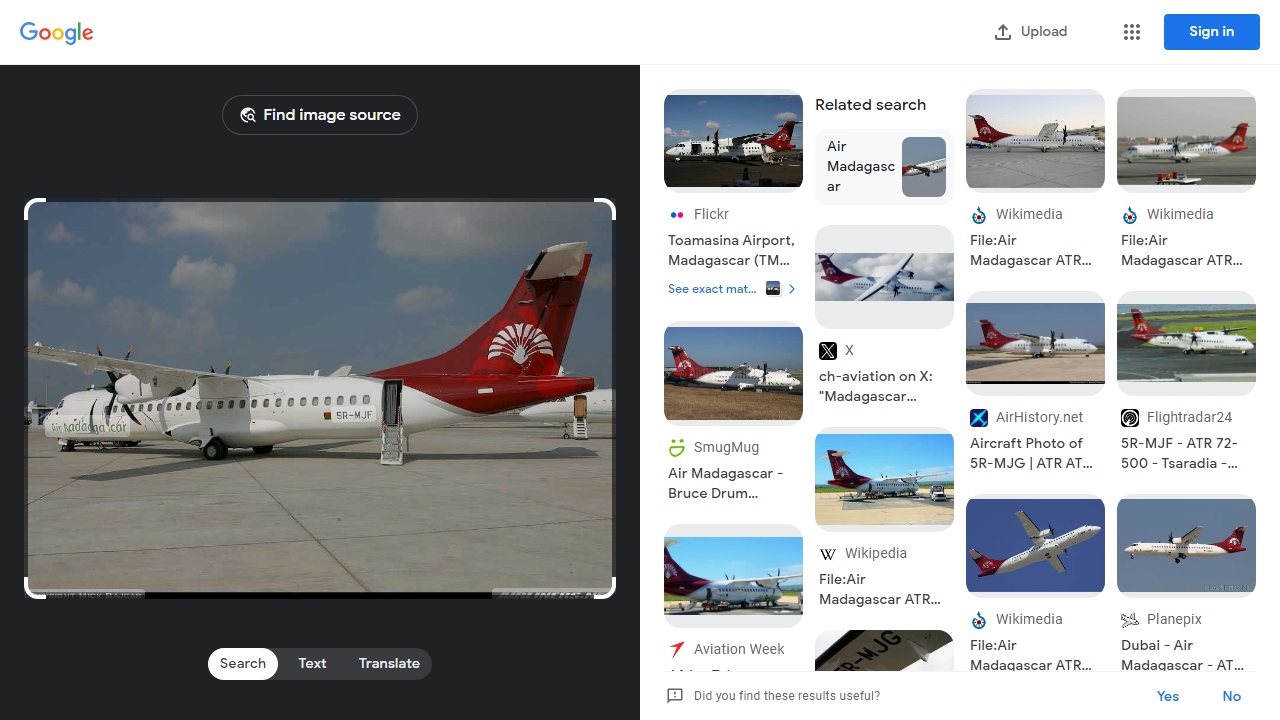 Google
Upload
Sign in
Find image source
Air Madagascar
5R-MJF
Search
Text
Translate
Flickr
Toamasina Airport,
Madagascar (TM...
See exact mat...
SmugMug
Air Madagascar -
Bruce Drum...
Aviation Week
Related search
Air
Madagasc
ar
X
ch-aviation on X:
"Madagascar...
Wikipedia
File:Air
Madagascar ATR...
5R-MJG
Wikimedia
File:Air
Madagascar ATR...
AirHistory.net
Aircraft Photo of
5R-MJG | ATR AT...
Wikimedia
File:Air
Madagascar ATR...
Wikimedia
File:Air
Madagascar ATR...
Flightradar24
5R-MJF - ATR 72-
500 - Tsaradia -...
Planepix
Dubai - Air
Madagascar - AT...
Did you find these results useful?
Yes
No